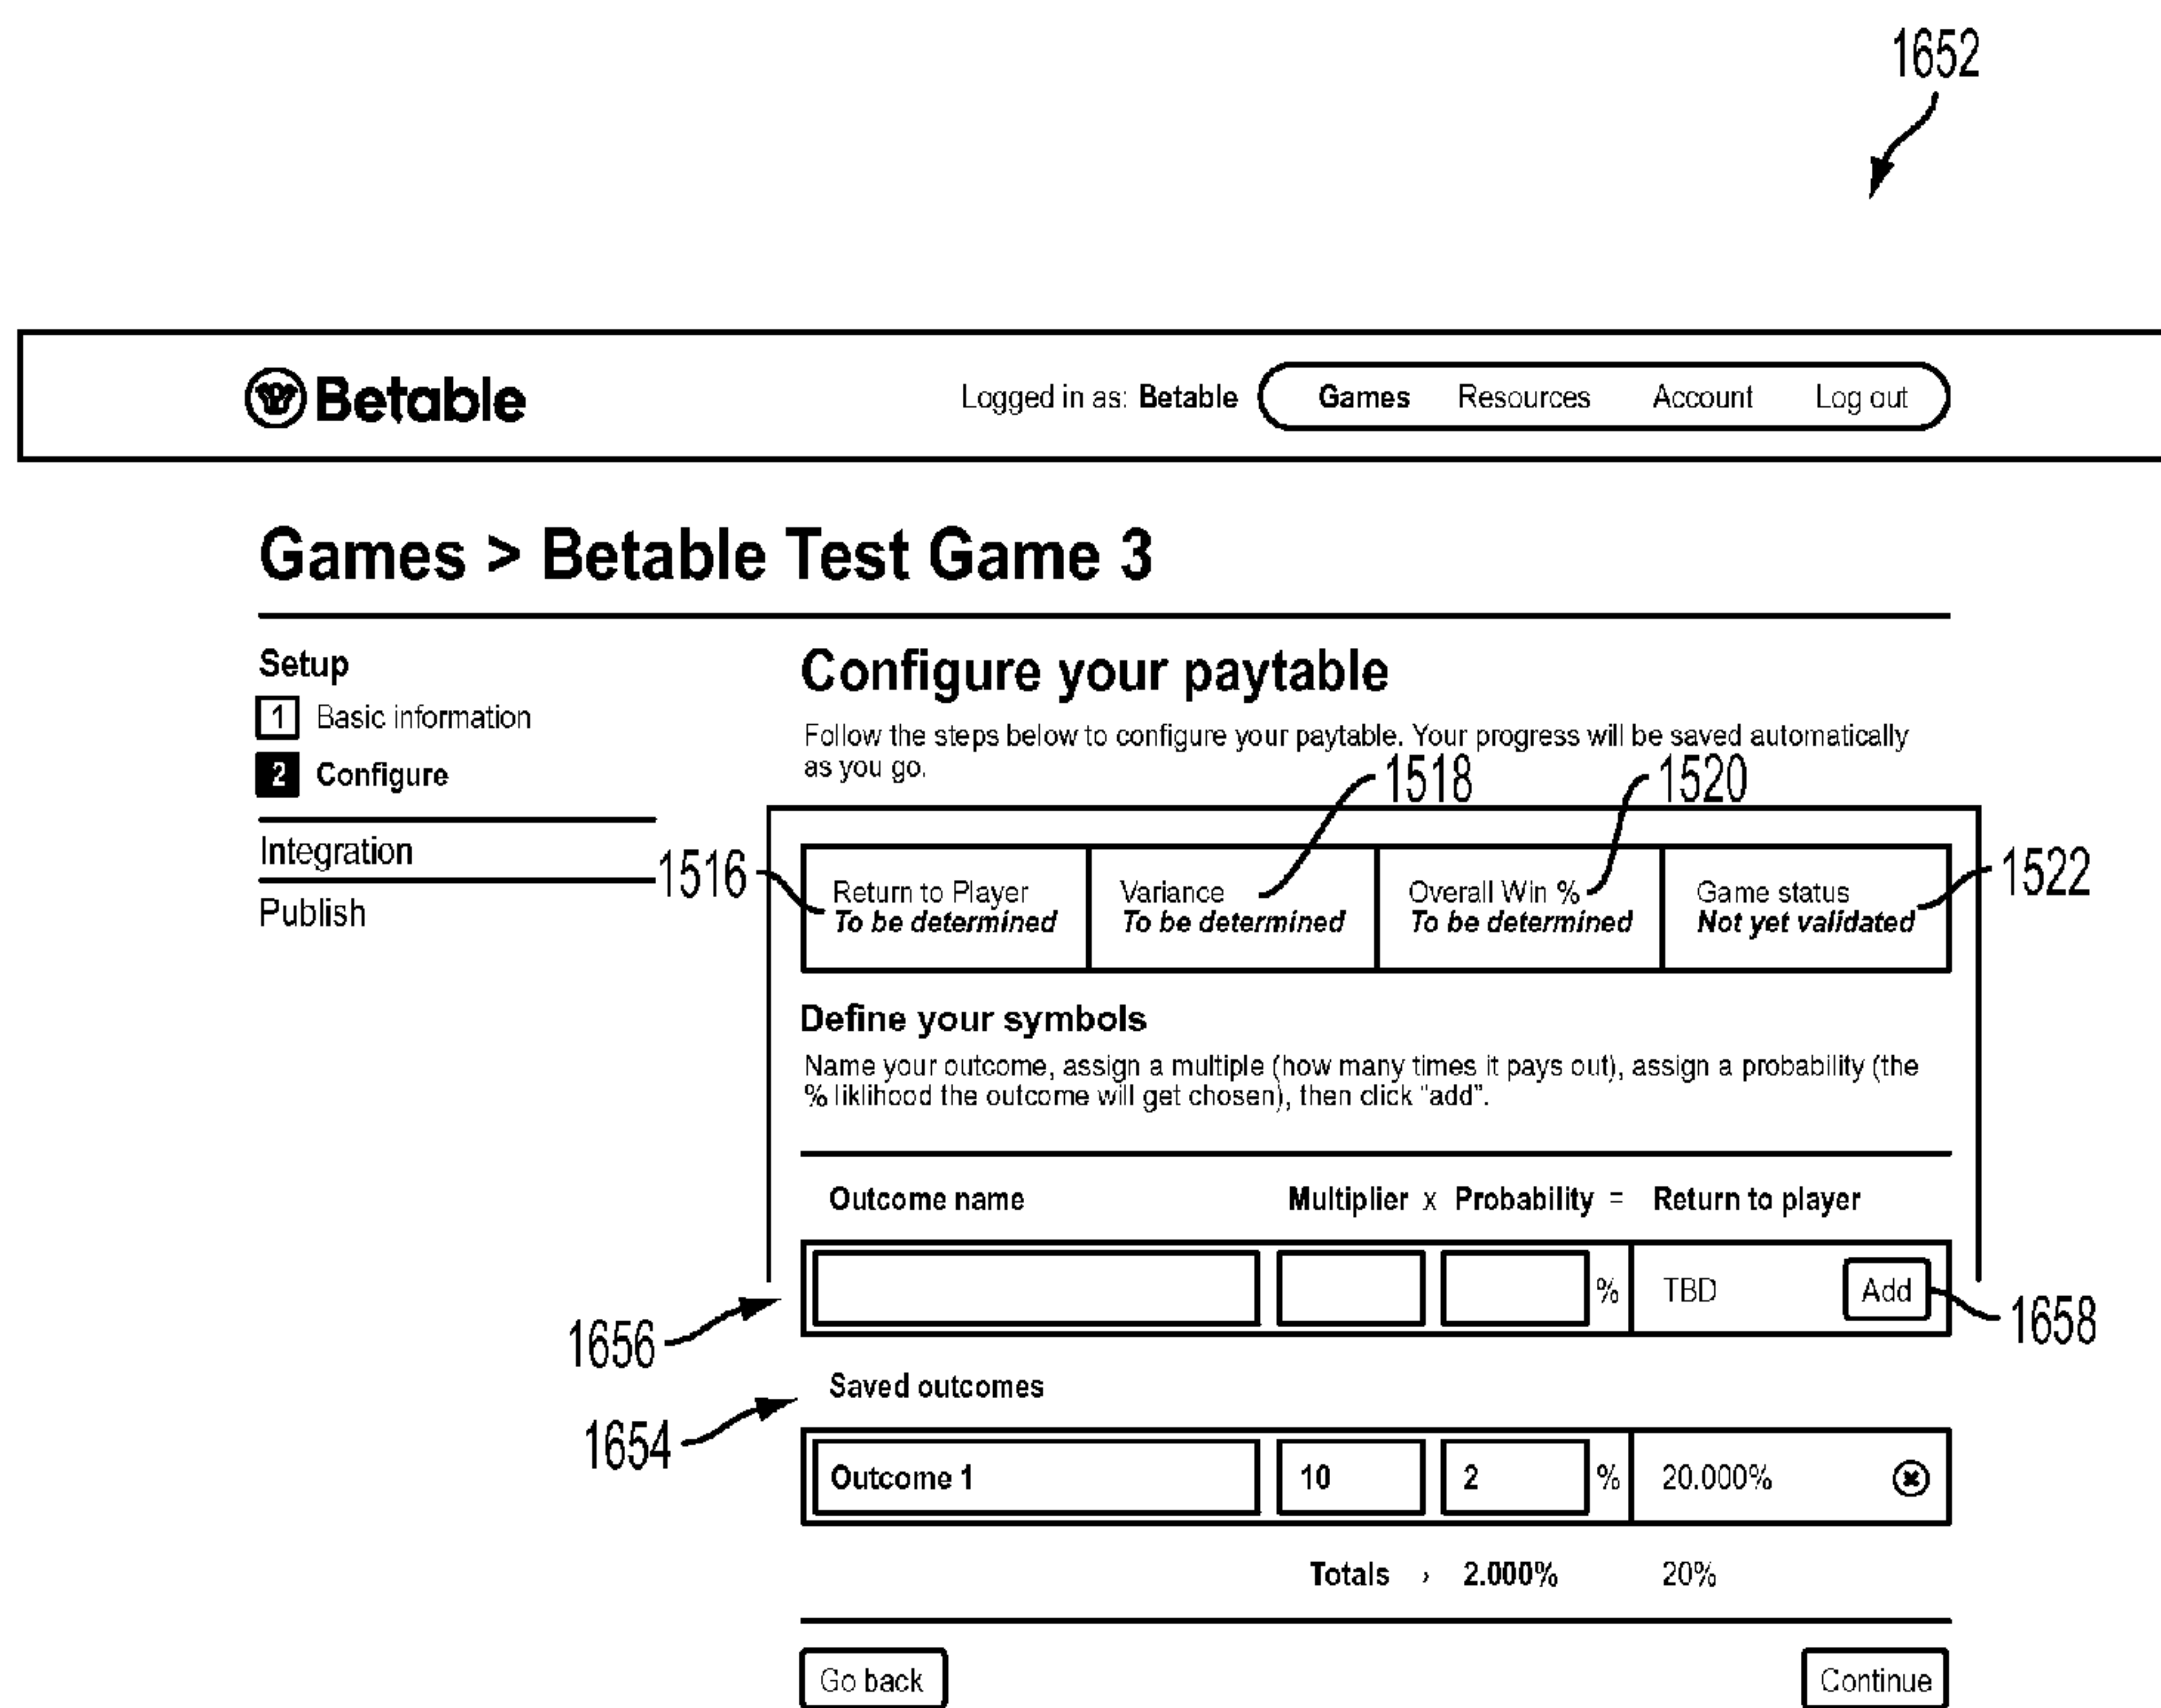 1652
Betable
Logged in as: Betable Games Resources Account Log out
Games > Betable Test Game 3
Setup
1 Basic information
2 Configure
Integration
Publish
Configure your paytable
Follow the steps below to configure your paytable. Your progress will be saved automatically
as you go.
1518 1520
1516
1522
Return to Player
To be determined
Variance
To be determined
Overall Win %
To be determined
Game status
Not yet validated
Define your symbols
Name your outcome, assign a multiple (how many times it pays out), assign a probability (the
% liklihood the outcome will get chosen), then click "add".
Outcome name Multiplier x Probability = Return to player
% TBD Add
1656
1658
Saved outcomes
1654
Outcome 1 10 2 % 20.000%
Totals › 2.000% 20%
Go back Continue